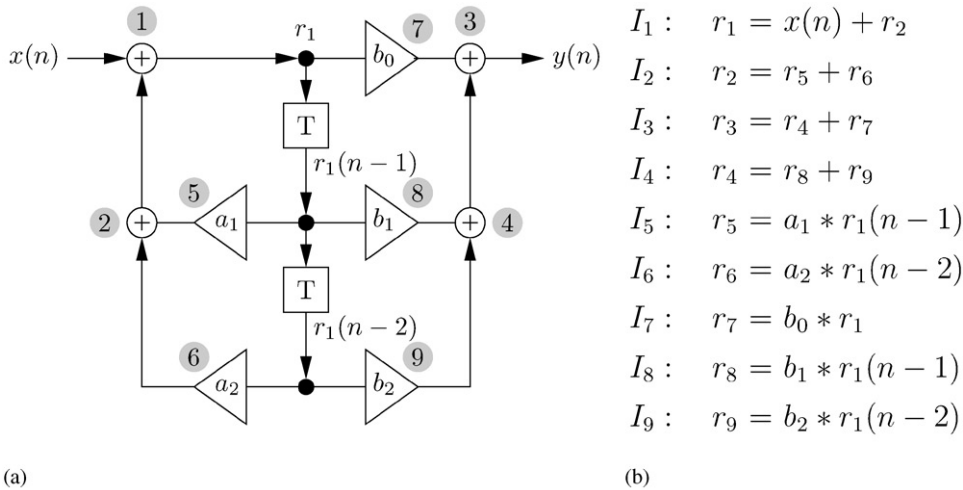 1
3
7
r₁
x(n)
+
b₀
+
y(n)
T
r₁(n − 1)
5
8
2
+
a₁
b₁
+
4
T
r₁(n − 2)
6
9
a₂
b₂
(a)
I₁ : r₁ = x(n) + r₂
I₂ : r₂ = r₅ + r₆
I₃ : r₃ = r₄ + r₇
I₄ : r₄ = r₈ + r₉
I₅ : r₅ = a₁ ∗ r₁(n − 1)
I₆ : r₆ = a₂ ∗ r₁(n − 2)
I₇ : r₇ = b₀ ∗ r₁
I₈ : r₈ = b₁ ∗ r₁(n − 1)
I₉ : r₉ = b₂ ∗ r₁(n − 2)
(b)